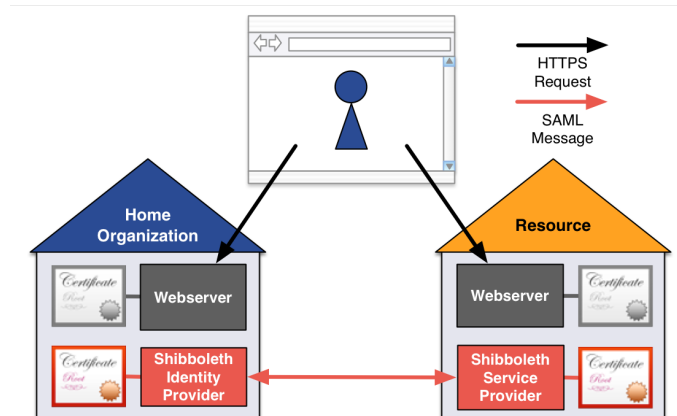 HTTPS
Request
SAML
Message
Home
Organization
Resource
Certificate
Root
Webserver
Webserver
Certificate
Root
Certificate
Root
Shibboleth
Identity
Provider
Shibboleth
Service
Provider
Certificate
Root